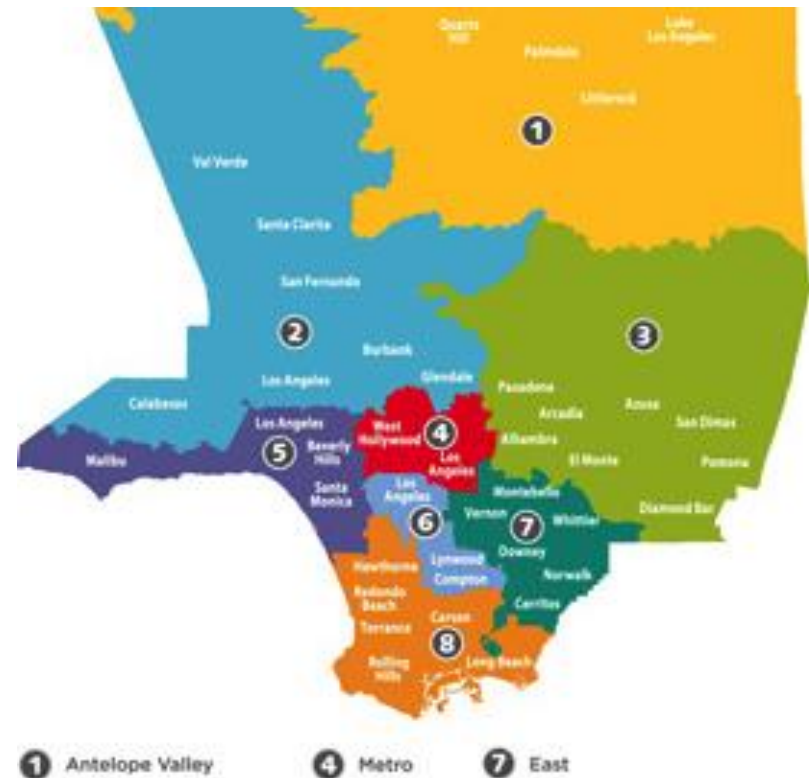 Quartz
Hill
Lake
Los Angeles
Palmdale
Littlerock
1
Val Verde
Santa Clarita
San Fernando
2
3
Burbank
Los Angeles
Glendale
Calabasas
Pasadena
Azusa
Arcadia
San Dimas
Los Angeles
West
Hollywood
4
Alhambra
5
Beverly
Hills
Los
Angeles
El Monte
Pomona
Malibu
Santa
Monica
Los
Angeles
Montebello
Diamond Bar
Vernon
6
7
Whittier
Downey
Hawthorne
Lynwood
Compton
Norwalk
Redondo
Beach
Cerritos
Torrance
Carson
8
Rolling
Hills
Long Beach
1 Antelope Valley
4 Metro
7 East